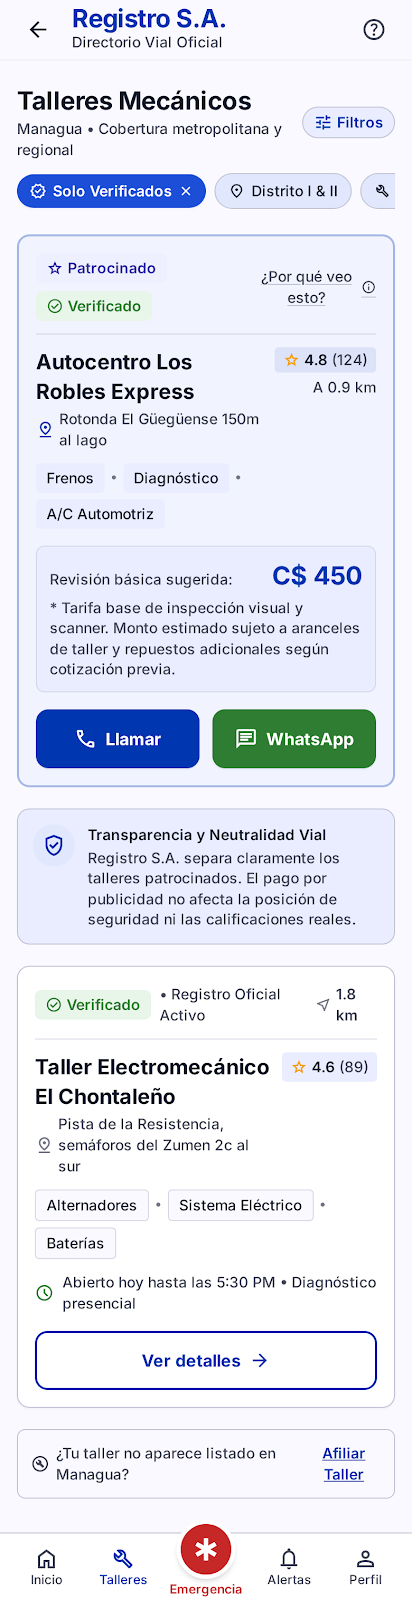 Registro S.A.
Directorio Vial Oficial
Talleres Mecánicos
Managua • Cobertura metropolitana y
regional
Filtros
Solo Verificados ×
Distrito I & II
Patrocinado
Verificado
¿Por qué veo
esto?
Autocentro Los
Robles Express
4.8 (124)
A 0.9 km
Rotonda El Güegüense 150m
al lago
Frenos • Diagnóstico •
A/C Automotriz
Revisión básica sugerida: C$ 450
* Tarifa base de inspección visual y
scanner. Monto estimado sujeto a aranceles
de taller y repuestos adicionales según
cotización previa.
Llamar
WhatsApp
Transparencia y Neutralidad Vial
Registro S.A. separa claramente los
talleres patrocinados. El pago por
publicidad no afecta la posición de
seguridad ni las calificaciones reales.
Verificado
• Registro Oficial
Activo
1.8
km
Taller Electromecánico
El Chontaleño
4.6 (89)
Pista de la Resistencia,
semáforos del Zumen 2c al
sur
Alternadores • Sistema Eléctrico •
Baterías
Abierto hoy hasta las 5:30 PM • Diagnóstico
presencial
Ver detalles →
¿Tu taller no aparece listado en
Managua?
Afiliar
Taller
Inicio
Talleres
Emergencia
Alertas
Perfil